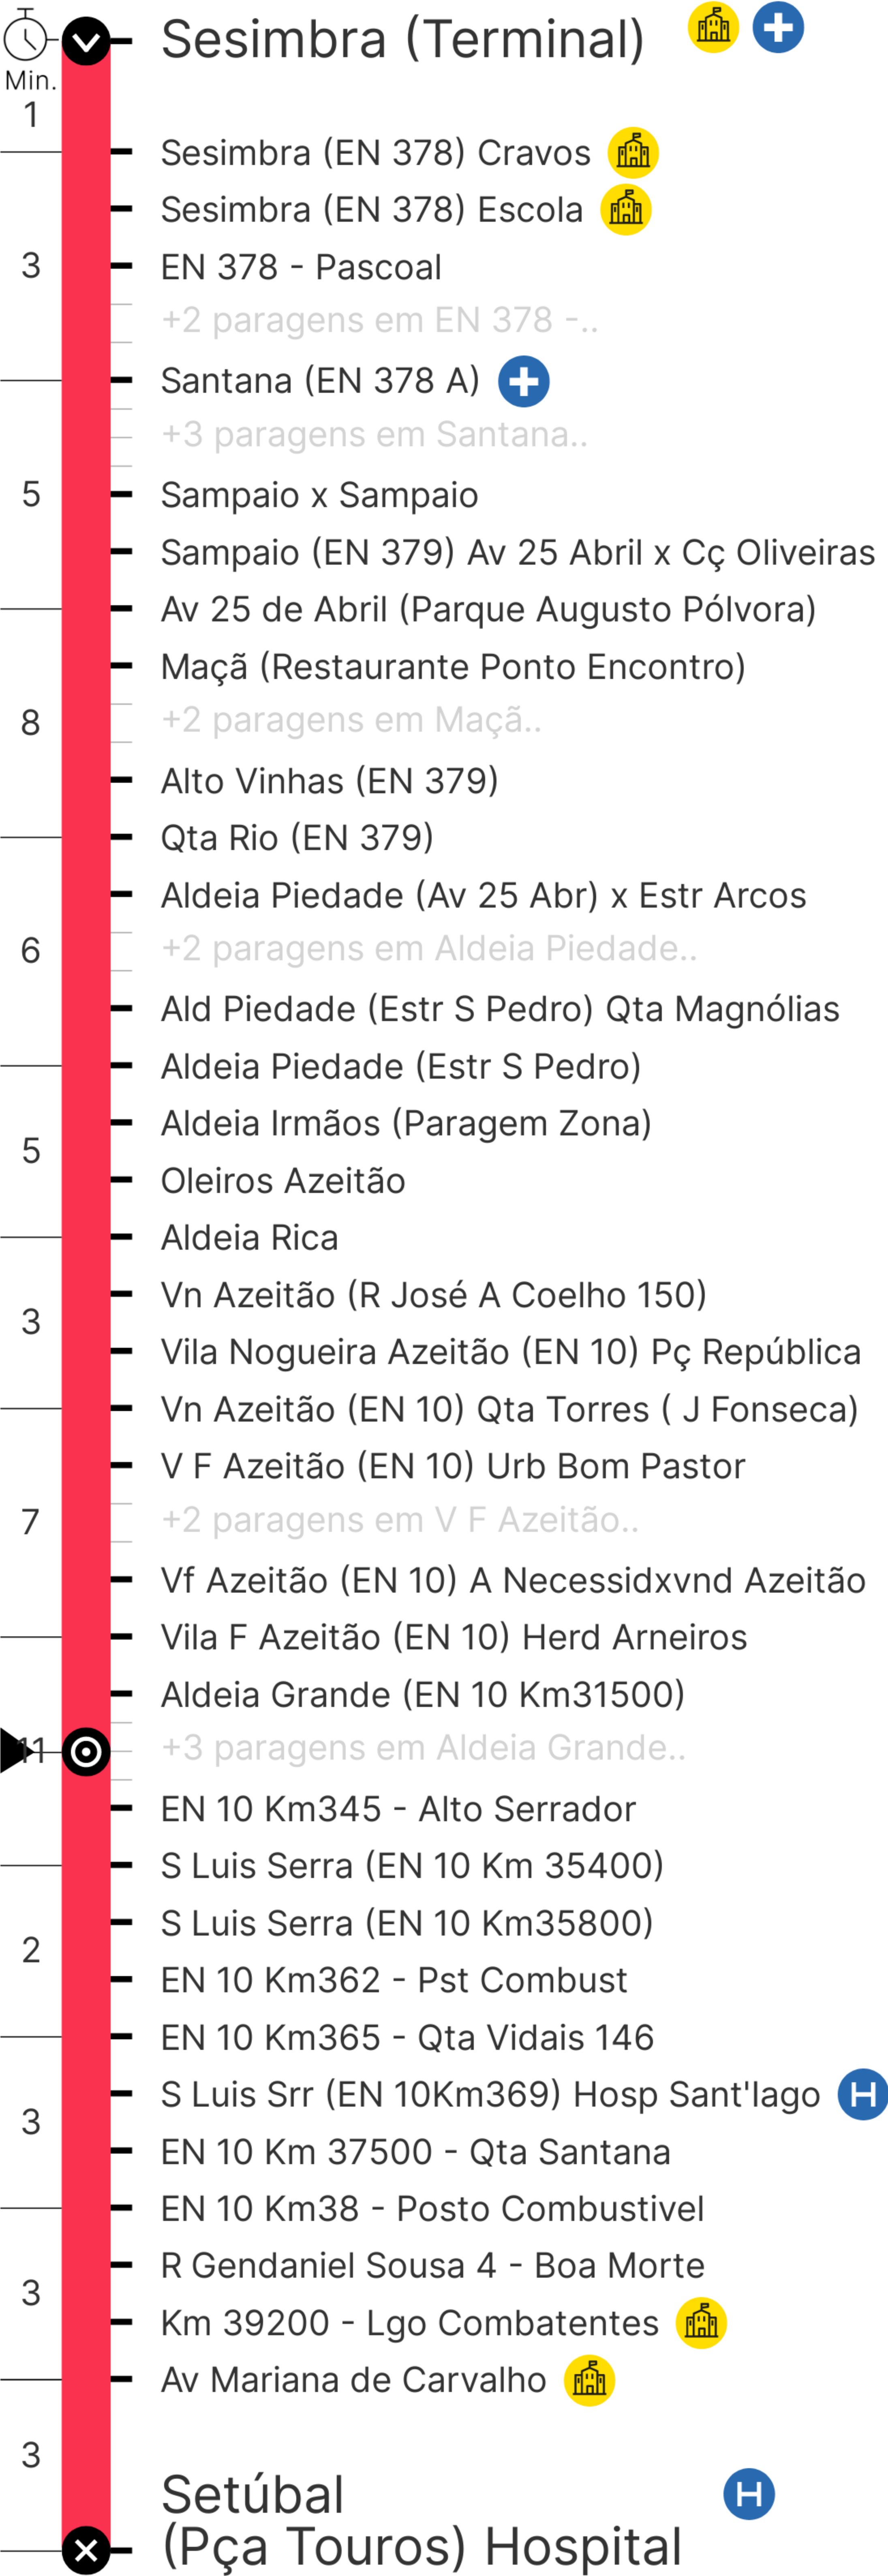 Sesimbra (Terminal)
Min.
1
Sesimbra (EN 378) Cravos
Sesimbra (EN 378) Escola
3
EN 378 - Pascoal
+2 paragens em EN 378 -..
Santana (EN 378 A)
+3 paragens em Santana..
5
Sampaio x Sampaio
Sampaio (EN 379) Av 25 Abril x Cç Oliveiras
Av 25 de Abril (Parque Augusto Pólvora)
Maçã (Restaurante Ponto Encontro)
8
+2 paragens em Maçã..
Alto Vinhas (EN 379)
Qta Rio (EN 379)
Aldeia Piedade (Av 25 Abr) x Estr Arcos
6
+2 paragens em Aldeia Piedade..
Ald Piedade (Estr S Pedro) Qta Magnólias
Aldeia Piedade (Estr S Pedro)
Aldeia Irmãos (Paragem Zona)
5
Oleiros Azeitão
Aldeia Rica
Vn Azeitão (R José A Coelho 150)
3
Vila Nogueira Azeitão (EN 10) Pç República
Vn Azeitão (EN 10) Qta Torres ( J Fonseca)
V F Azeitão (EN 10) Urb Bom Pastor
7
+2 paragens em V F Azeitão..
Vf Azeitão (EN 10) A Necessidxvnd Azeitão
Vila F Azeitão (EN 10) Herd Arneiros
Aldeia Grande (EN 10 Km31500)
11
+3 paragens em Aldeia Grande..
EN 10 Km345 - Alto Serrador
S Luis Serra (EN 10 Km 35400)
S Luis Serra (EN 10 Km35800)
2
EN 10 Km362 - Pst Combust
EN 10 Km365 - Qta Vidais 146
S Luis Srr (EN 10Km369) Hosp Sant'Iago H
3
EN 10 Km 37500 - Qta Santana
EN 10 Km38 - Posto Combustivel
R Gendaniel Sousa 4 - Boa Morte
3
Km 39200 - Lgo Combatentes
Av Mariana de Carvalho
3
Setúbal H
(Pça Touros) Hospital